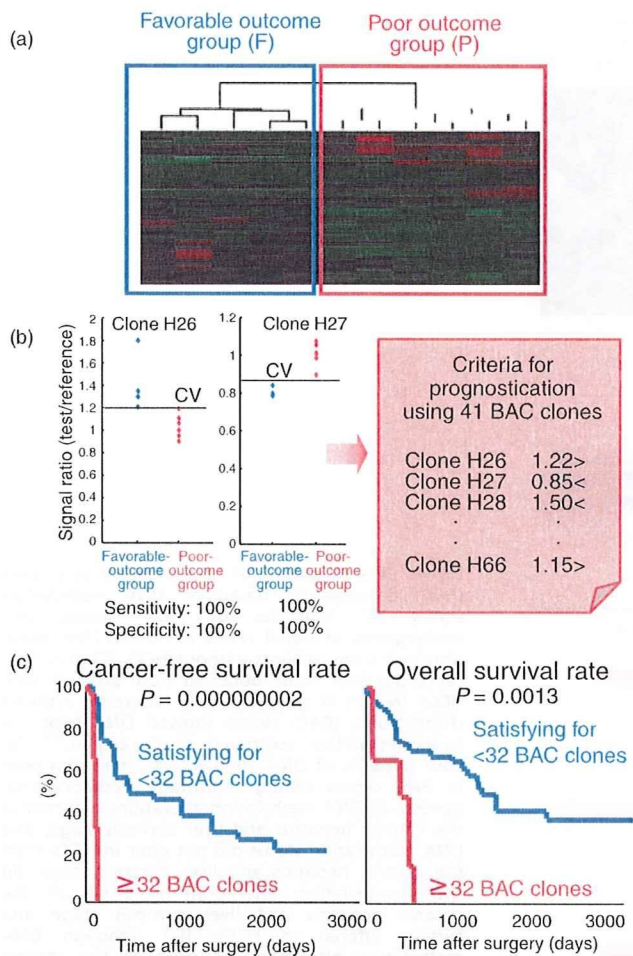 (a)
Favorable outcome
group (F)
Poor outcome
group (P)
(b)
Signal ratio (test/reference)
2
1.8
1.6
1.4
1.2
1
0.8
0.6
0.4
0.2
0
Clone H26
CV
Favorable-
outcome
group
Poor-
outcome
group
1.2
1
0.8
0.6
0.4
0.2
0
Clone H27
CV
Favorable-
outcome
group
Poor-
outcome
group
Sensitivity: 100% 100%
Specificity: 100% 100%
Criteria for
prognostication
using 41 BAC clones
Clone H26 1.22>
Clone H27 0.85<
Clone H28 1.50<
. .
. .
Clone H66 1.15>
(c)
Cancer-free survival rate
P = 0.000000002
Satisfying for
<32 BAC clones
≥32 BAC clones
(%)
100
80
60
40
20
0
0 1000 2000 3000
Time after surgery (days)
Overall survival rate
P = 0.0013
Satisfying for
<32 BAC clones
≥32 BAC clones
0 1000 2000 3000
Time after surgery (days)